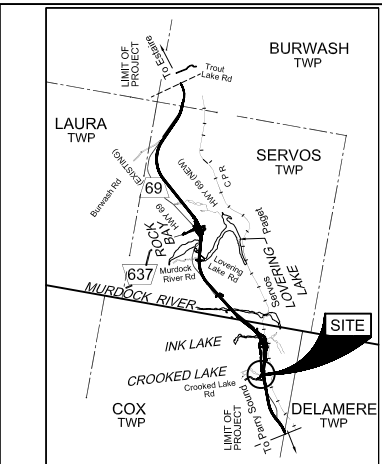 BURWASH
TWP
To Estaire
LIMIT OF
PROJECT
Trout
Lake Rd
LAURA
TWP
SERVOS
TWP
(EXISTING)
HWY 69
HWY 69 (NEW)
C P R
Burwash Rd
69
ROCK
BAY
637
Murdock
River Rd
Lovering
Lake Rd
Servos
Paget
LOVERING
LAKE
MURDOCK RIVER
SITE
INK LAKE
CROOKED LAKE
Crooked Lake
Rd
COX
TWP
DELAMERE
TWP
LIMIT OF
PROJECT
To Parry Sound